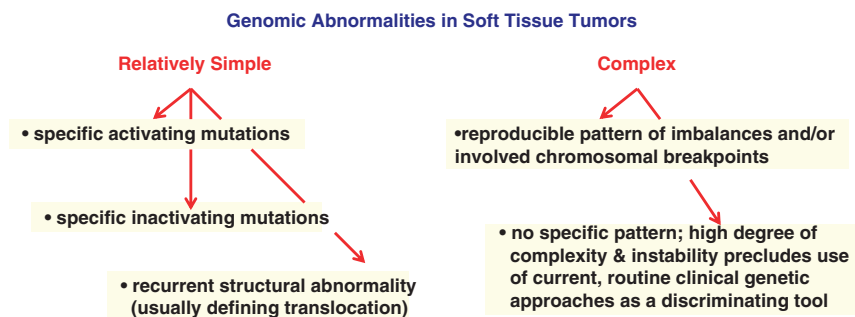 Genomic Abnormalities in Soft Tissue Tumors
Relatively Simple
• specific activating mutations
• specific inactivating mutations
• recurrent structural abnormality
(usually defining translocation)
Complex
•reproducible pattern of imbalances and/or
involved chromosomal breakpoints
• no specific pattern; high degree of
complexity & instability precludes use
of current, routine clinical genetic
approaches as a discriminating tool